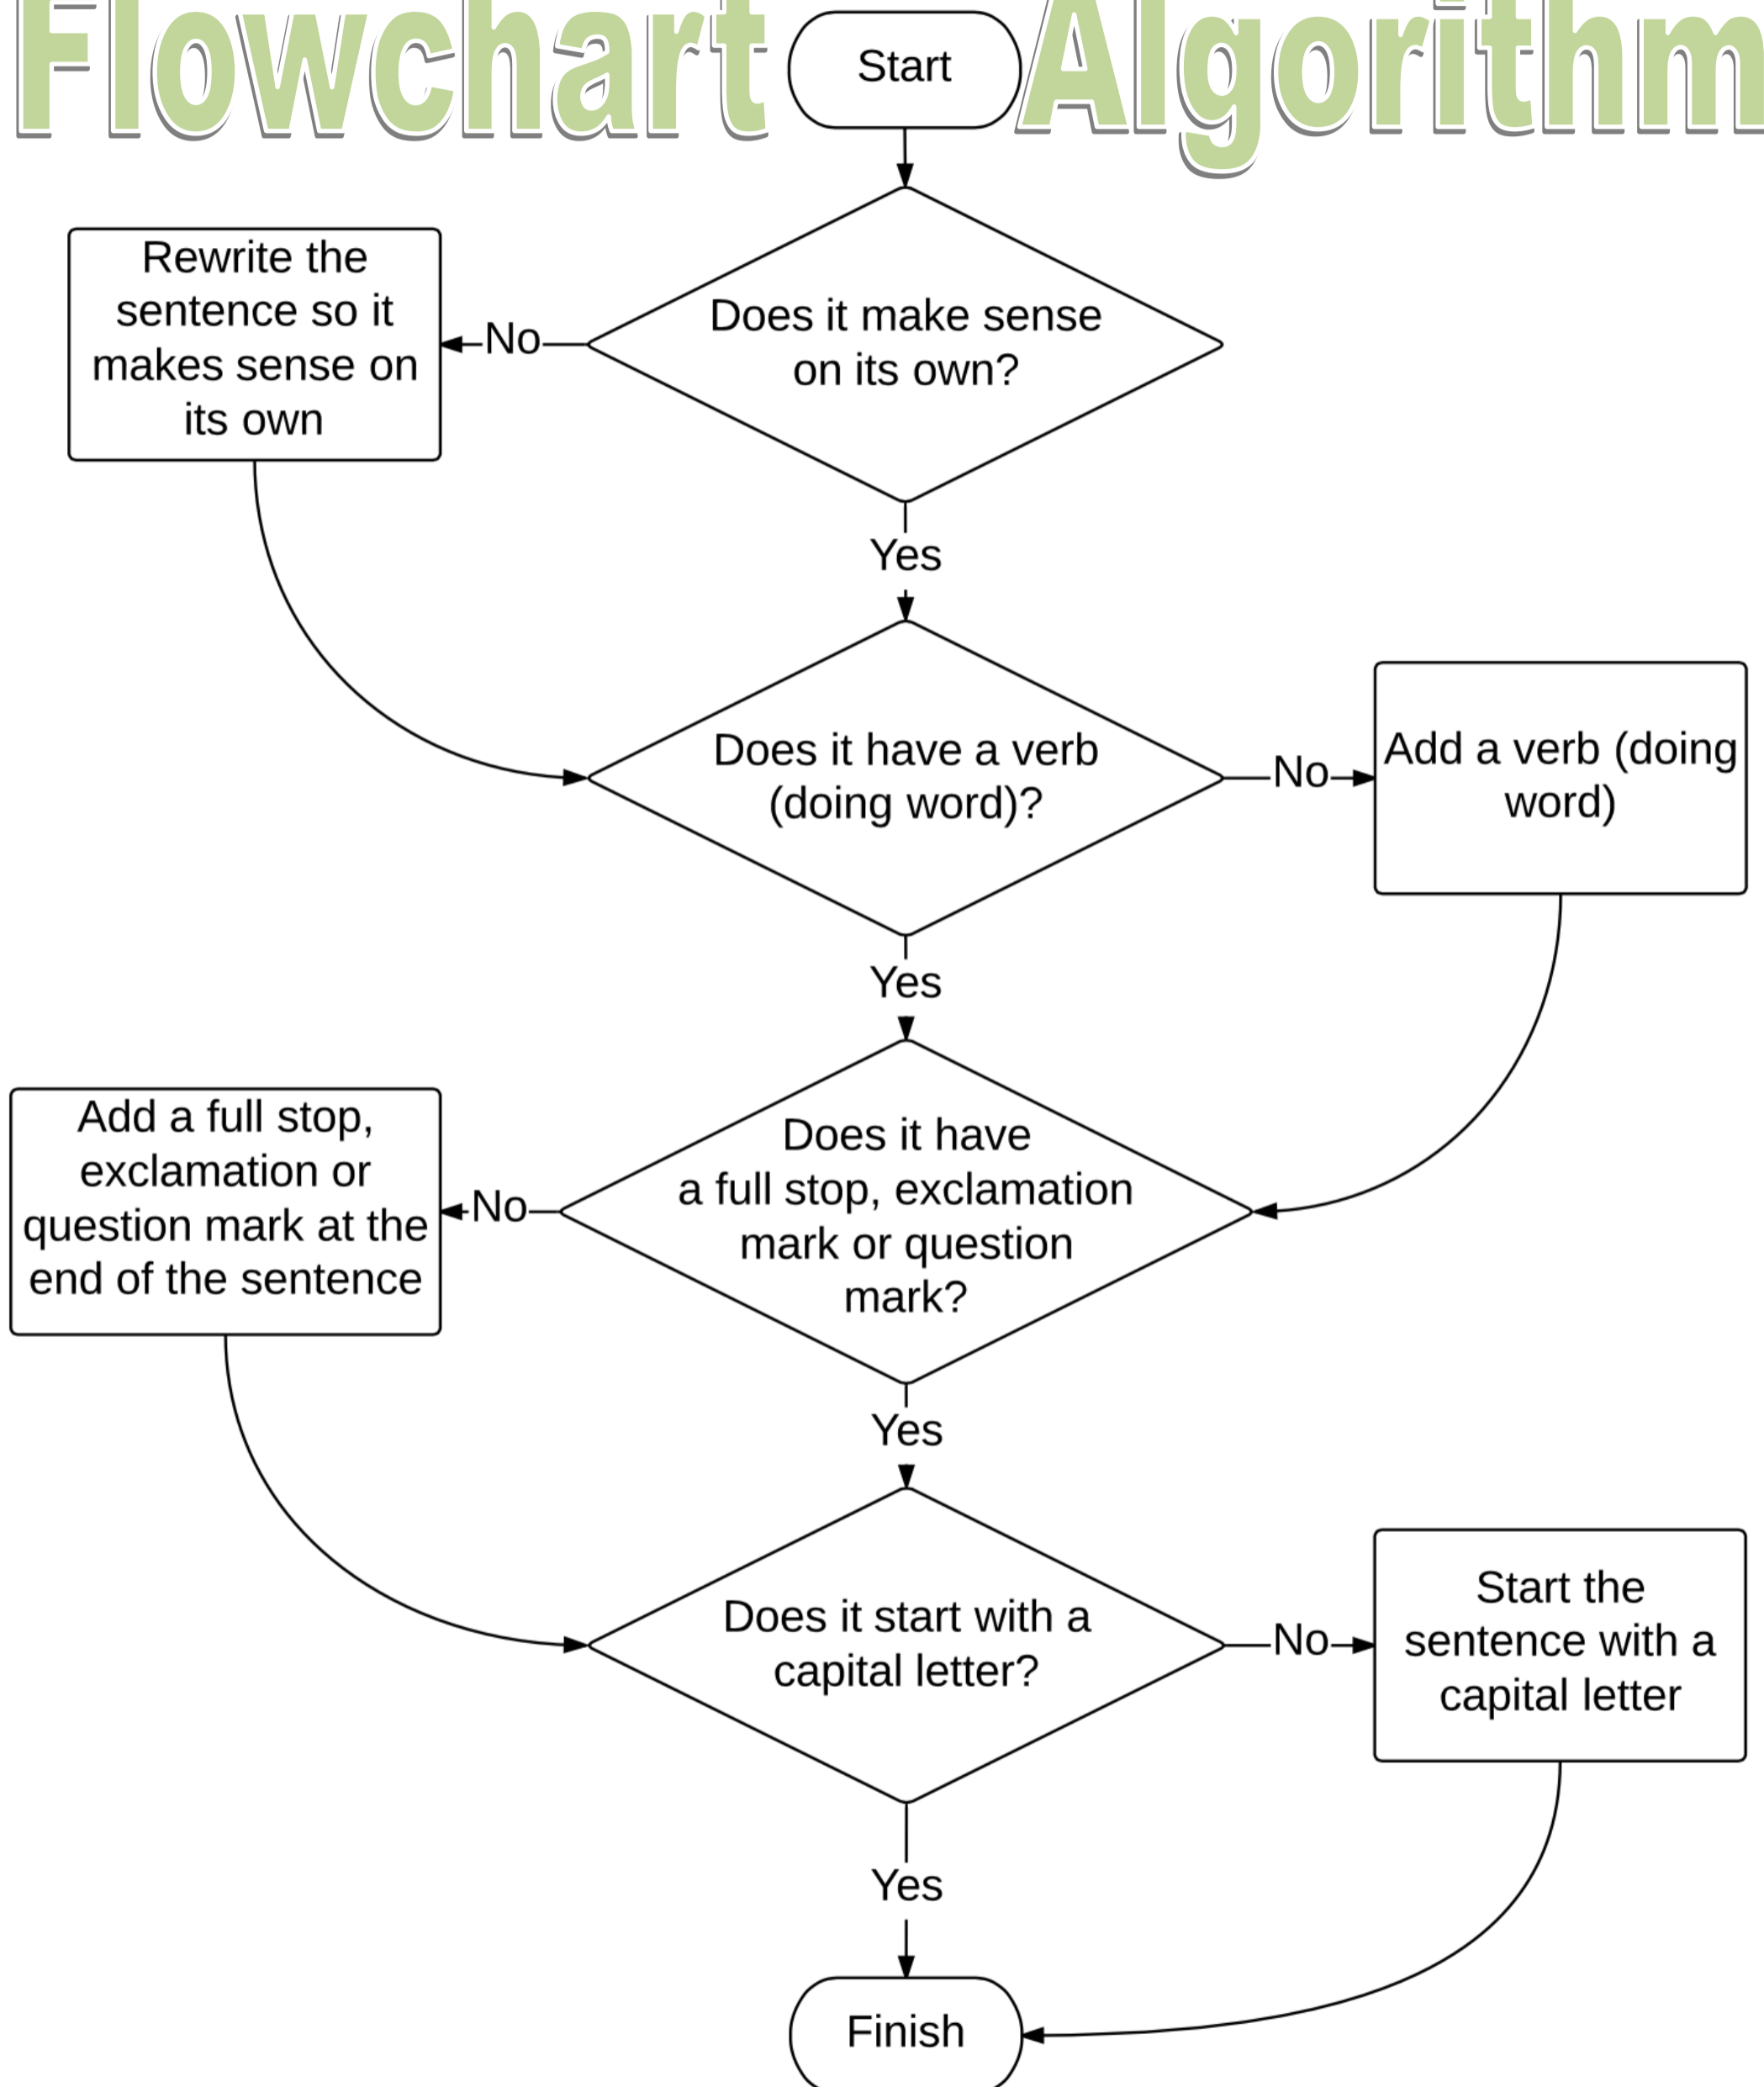 Flowchart Algorithm
Start
Does it make sense
on its own?
No
Rewrite the
sentence so it
makes sense on
its own
Yes
Does it have a verb
(doing word)?
No
Add a verb (doing
word)
Yes
Does it have
a full stop, exclamation
mark or question
mark?
No
Add a full stop,
exclamation or
question mark at the
end of the sentence
Yes
Does it start with a
capital letter?
No
Start the
sentence with a
capital letter
Yes
Finish